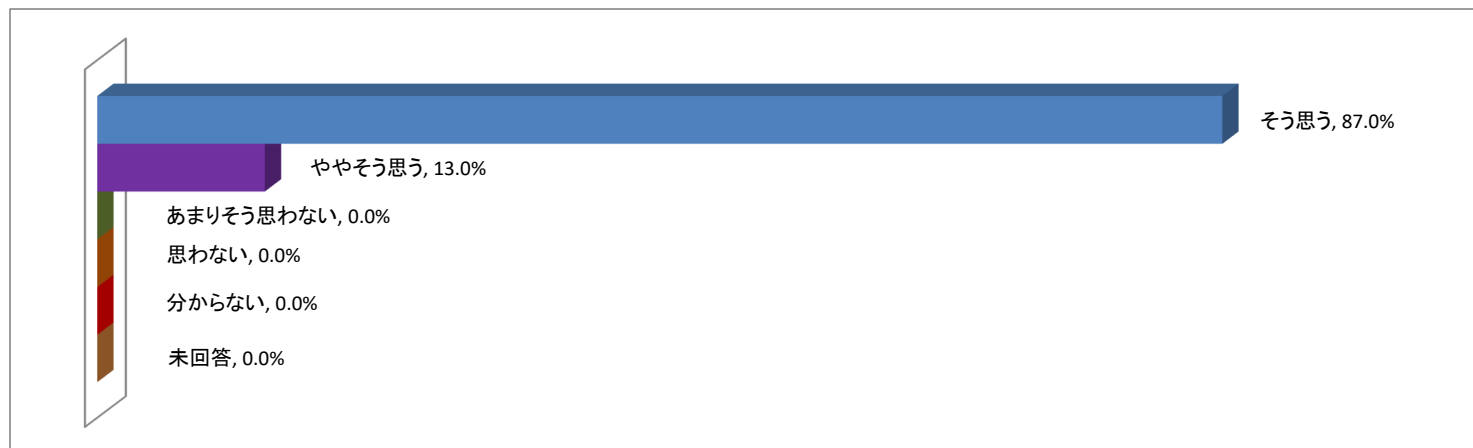 そう思う, 87.0%
ややそう思う, 13.0%
あまりそう思わない, 0.0%
思わない, 0.0%
分からない, 0.0%
未回答, 0.0%